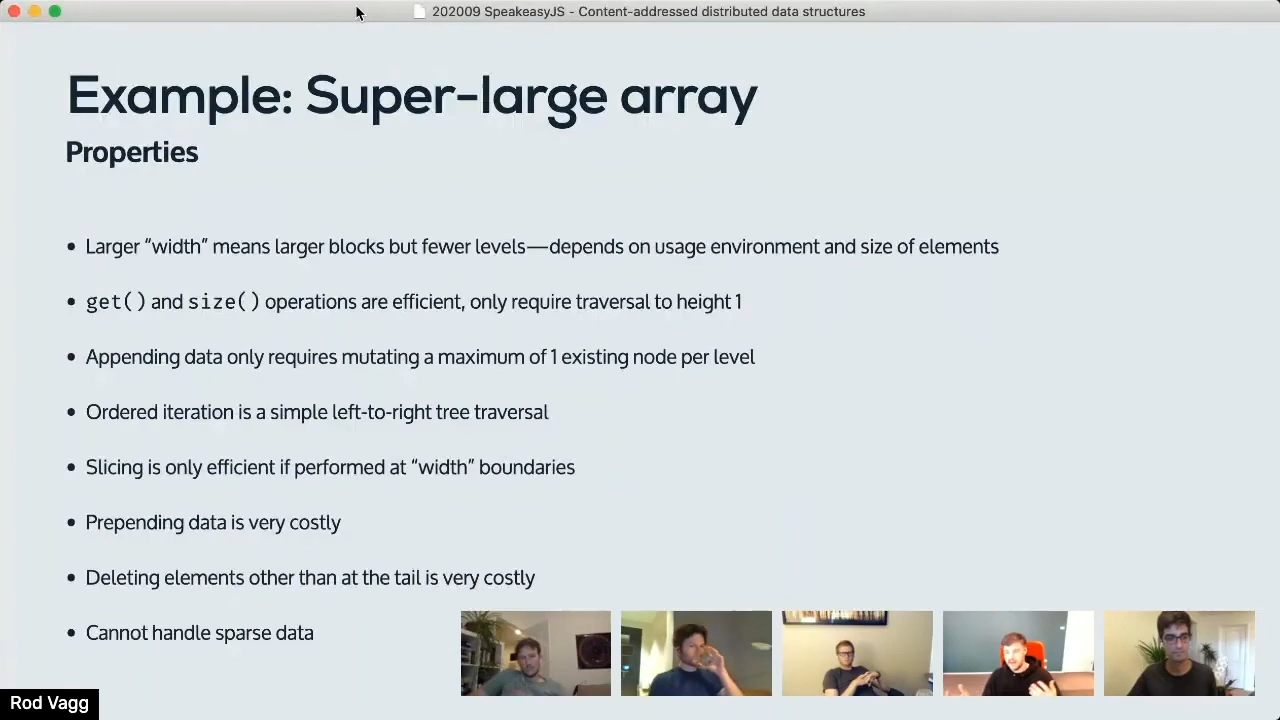 202009 SpeakeasyJS - Content-addressed distributed data structures
Example: Super-large array
Properties
• Larger “width” means larger blocks but fewer levels—depends on usage environment and size of elements
• get() and size() operations are efficient, only require traversal to height 1
• Appending data only requires mutating a maximum of 1 existing node per level
• Ordered iteration is a simple left-to-right tree traversal
• Slicing is only efficient if performed at “width” boundaries
• Prepending data is very costly
• Deleting elements other than at the tail is very costly
• Cannot handle sparse data
Rod Vagg